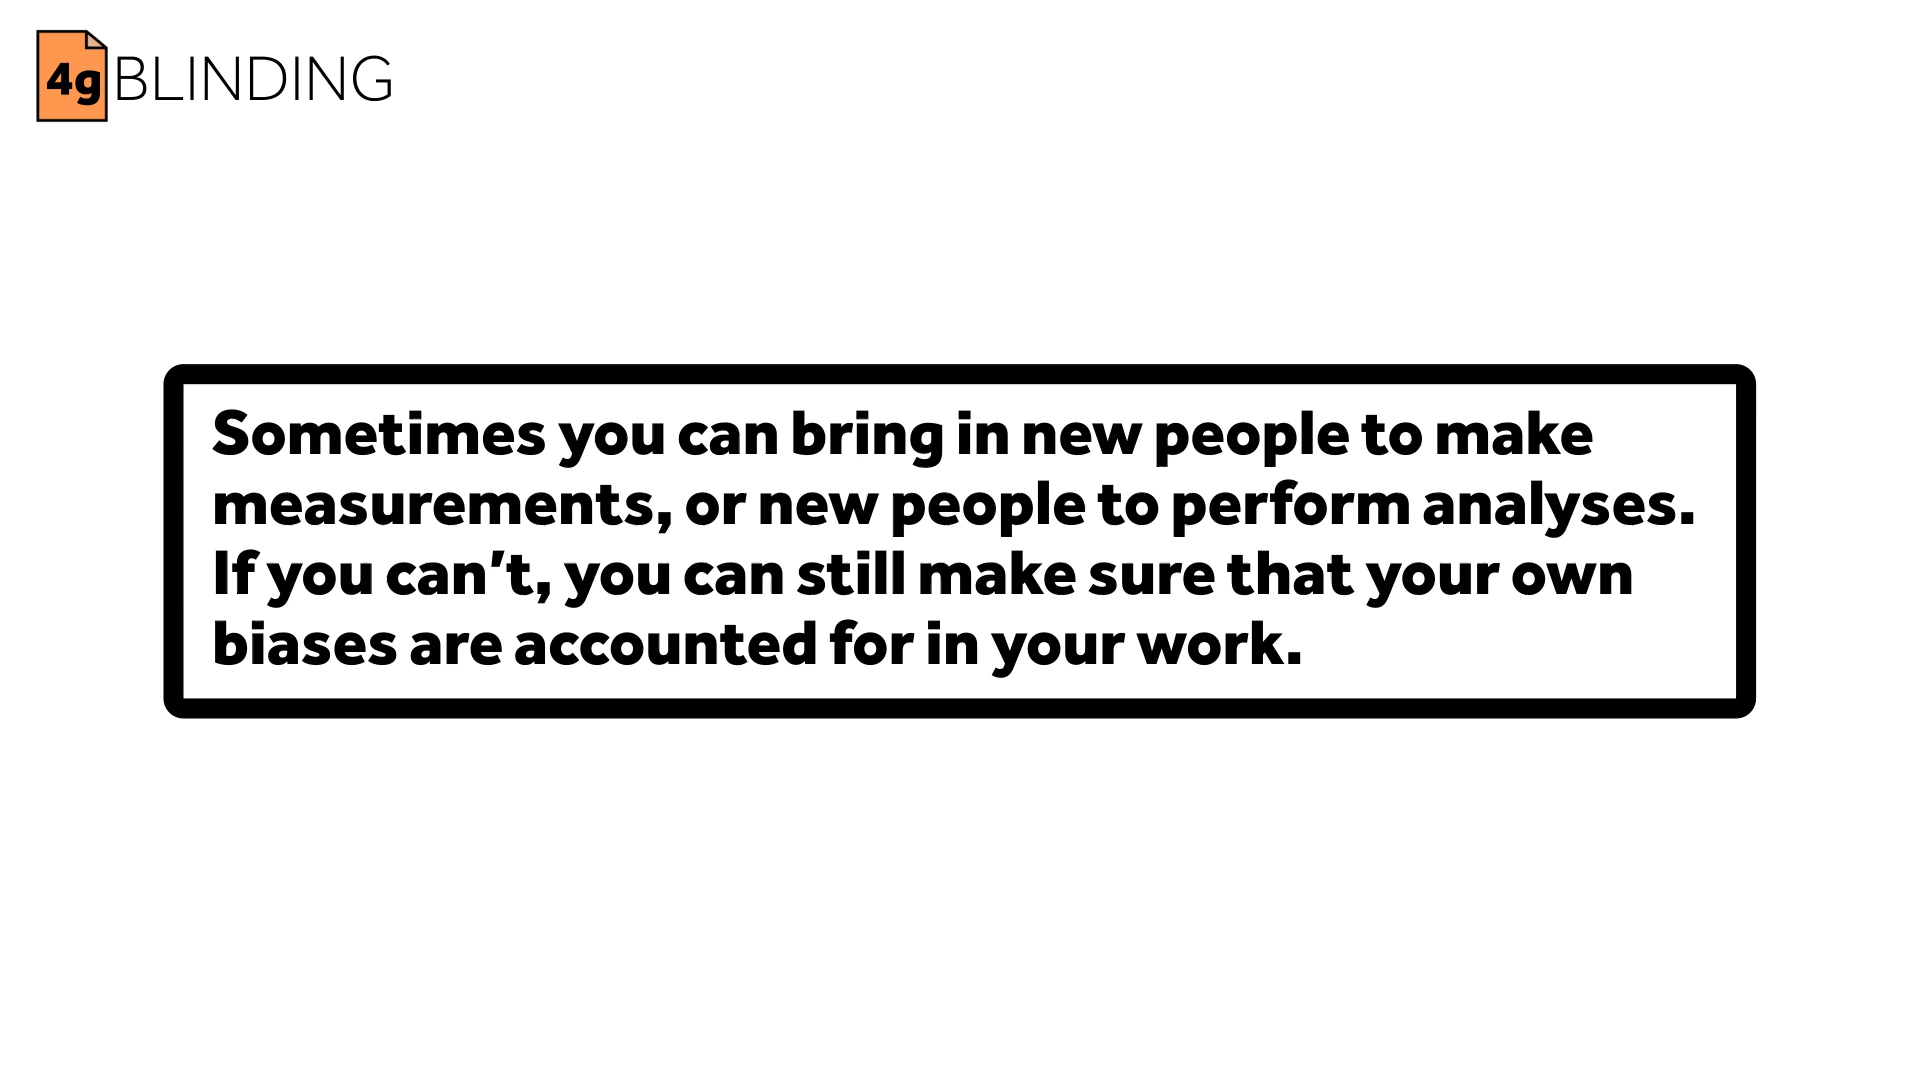 4g BLINDING
Sometimes you can bring in new people to make
measurements, or new people to perform analyses.
If you can't, you can still make sure that your own
biases are accounted for in your work.